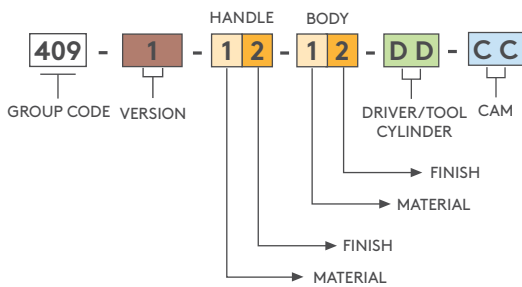 HANDLE BODY
409 - 1 - 1 2 - 1 2 - D D - C C
GROUP CODE VERSION DRIVER/TOOL CAM
CYLINDER
FINISH
MATERIAL
FINISH
MATERIAL